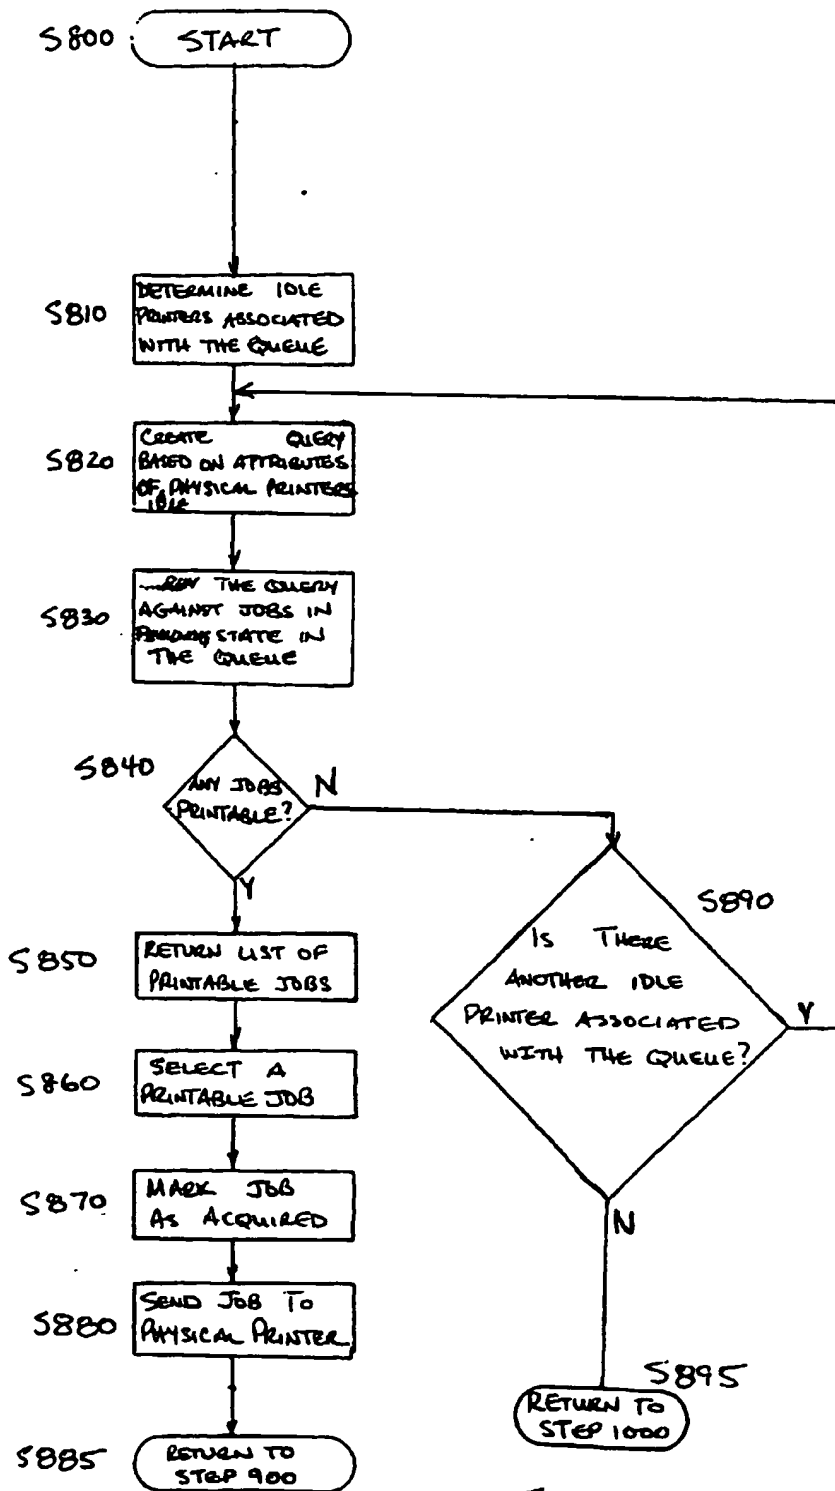 S800
START
S810
DETERMINE IDLE
PRINTERS ASSOCIATED
WITH THE QUEUE
S820
CREATE QUERY
BASED ON ATTRIBUTES
OF PHYSICAL PRINTERS
IDLE
S830
RUN THE QUERY
AGAINST JOBS IN
PENDING STATE IN
THE QUEUE
S840
ANY JOBS
PRINTABLE?
N
Y
S850
RETURN LIST OF
PRINTABLE JOBS
S860
SELECT A
PRINTABLE JOB
S870
MARK JOB
AS ACQUIRED
S880
SEND JOB TO
PHYSICAL PRINTER
S885
RETURN TO
STEP 900
S890
IS THERE
ANOTHER IDLE
PRINTER ASSOCIATED
WITH THE QUEUE?
Y
N
S895
RETURN TO
STEP 1000